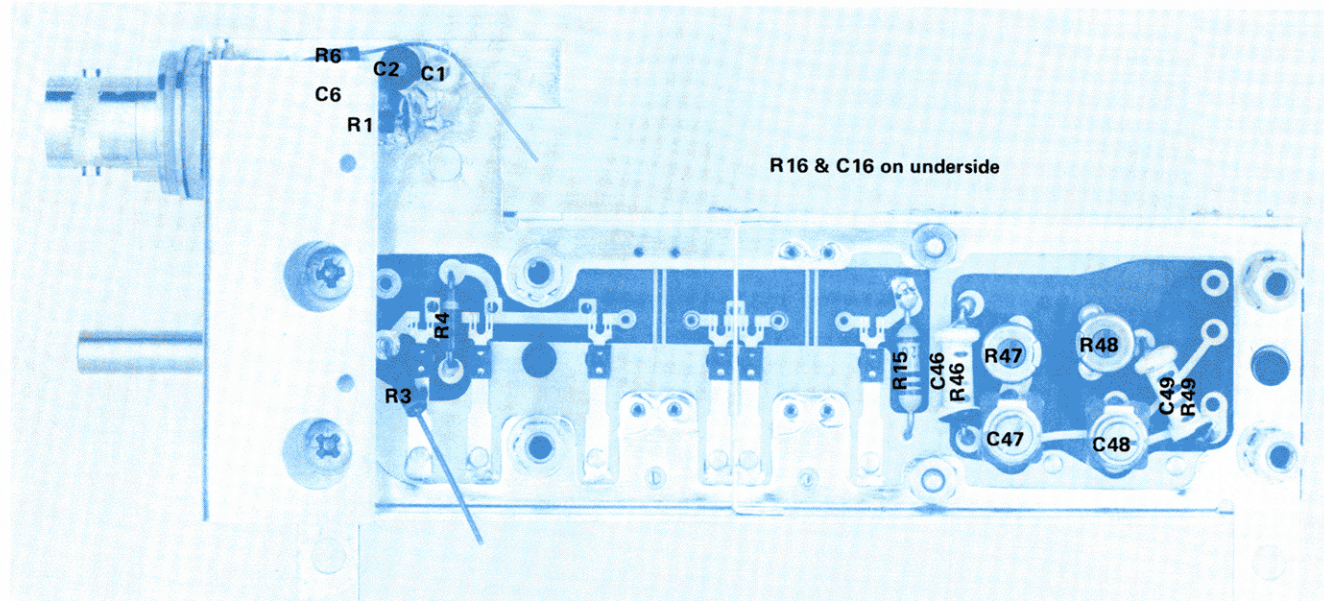 R6
C2
C1
C6
R1
R16 & C16 on underside
R4
R3
R15
C46
R46
R47
R48
C49
R49
C47
C48